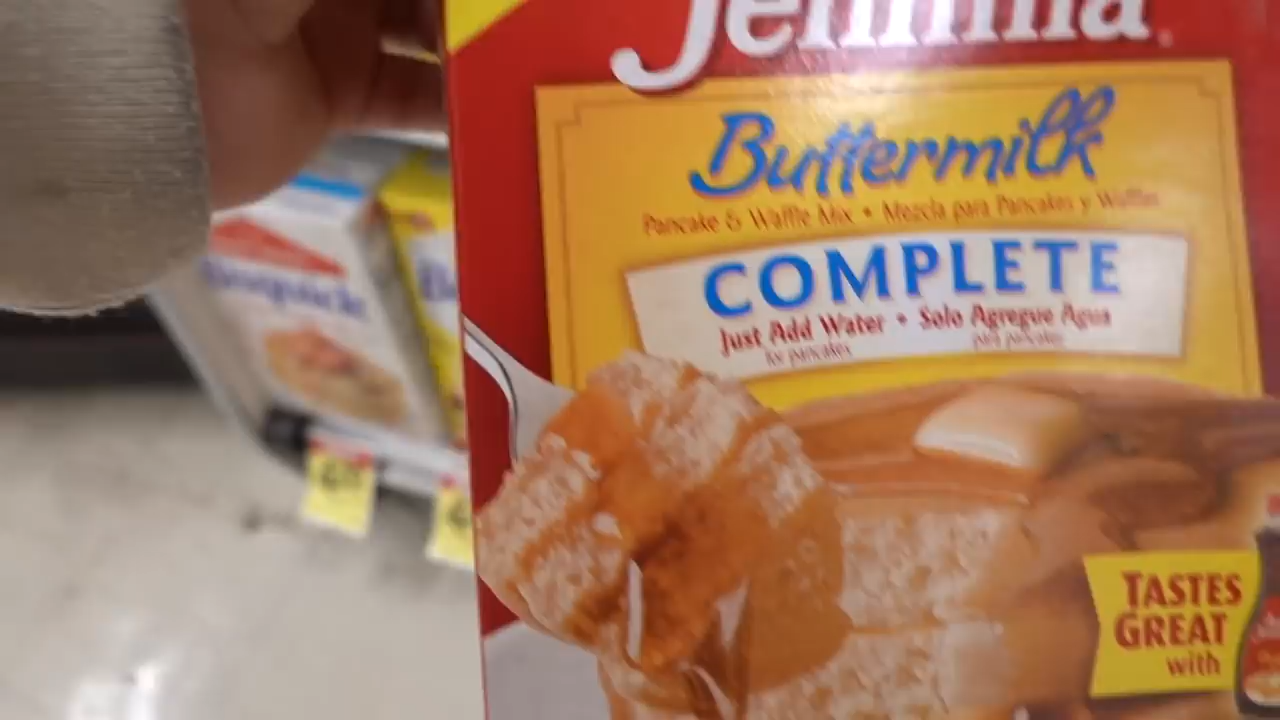 Jemima
Buttermilk
Pancake & Waffle Mix • Mezcla para Pancakes y Waffles
COMPLETE
Just Add Water • Solo Agregue Agua
for pancakes para pancakes
TASTES
GREAT
with